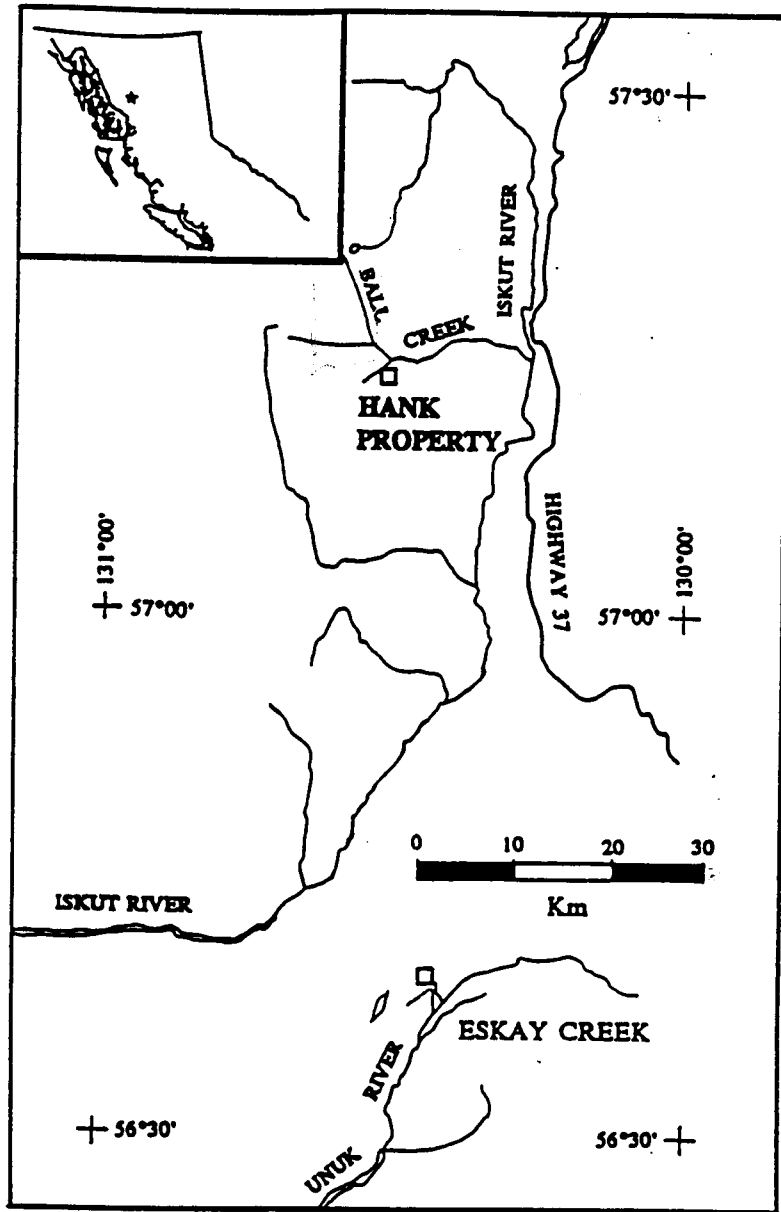 57°30'
ISKUT RIVER
BALL
CREEK
HANK
PROPERTY
131°00'
57°00'
HIGHWAY 37
130°00'
57°00'
0 10 20 30
Km
ISKUT RIVER
ESKAY CREEK
RIVER
UNUK
56°30'
56°30'